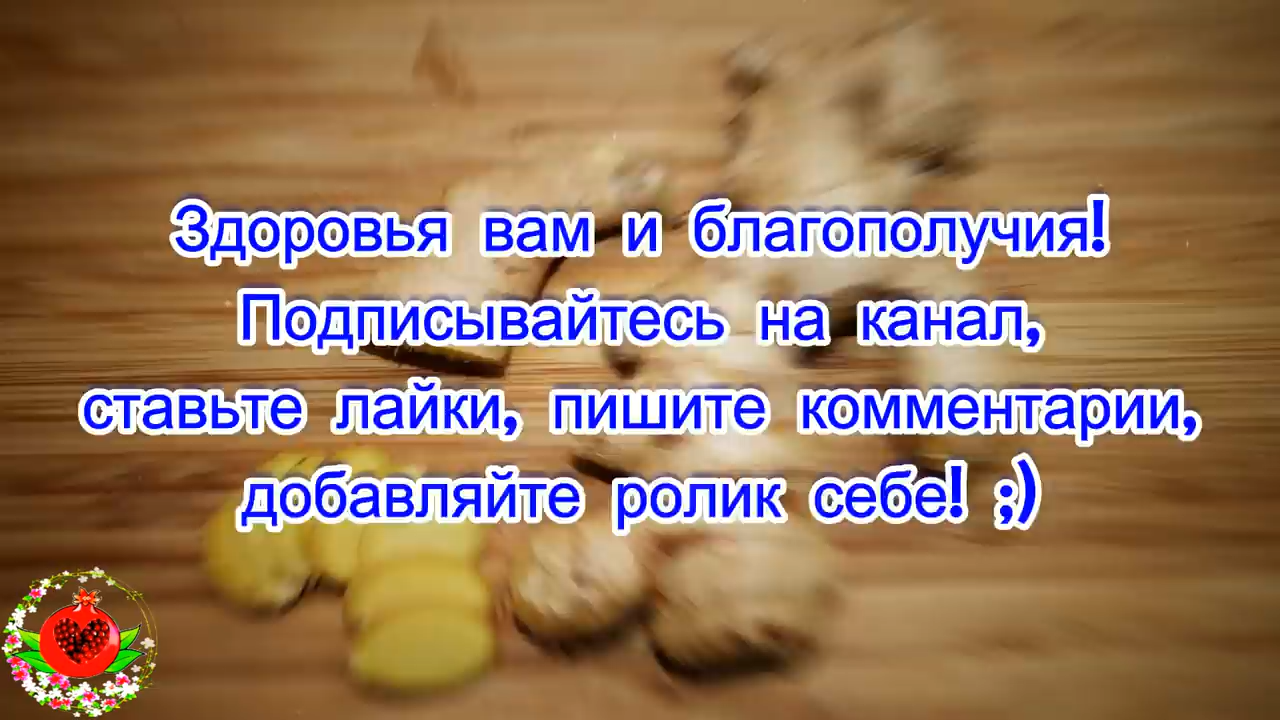 Здоровья вам и благополучия!
Подписывайтесь на канал,
ставьте лайки, пишите комментарии,
добавляйте ролик себе! ;)